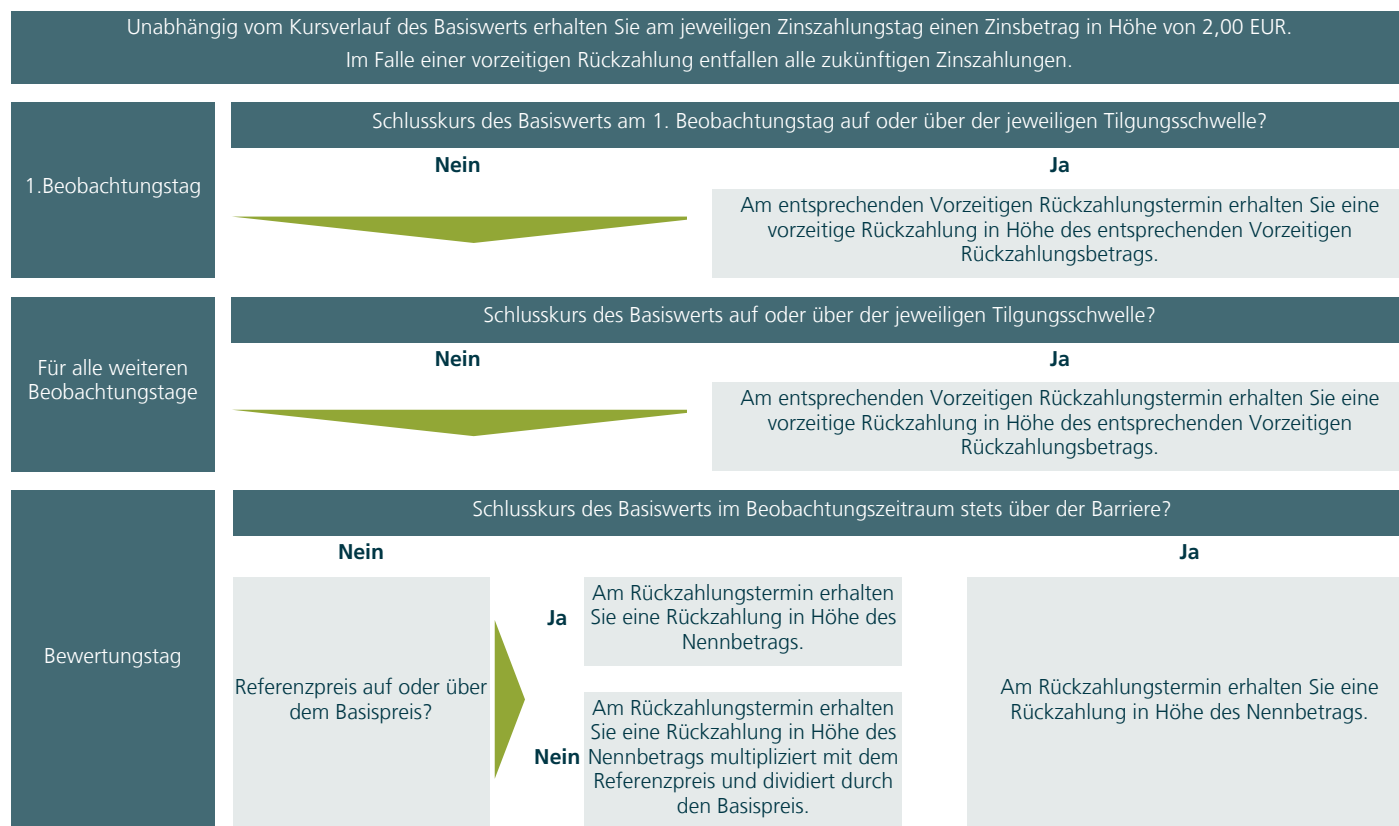 Unabhängig vom Kursverlauf des Basiswerts erhalten Sie am jeweiligen Zinszahlungstag einen Zinsbetrag in Höhe von 2,00 EUR.
Im Falle einer vorzeitigen Rückzahlung entfallen alle zukünftigen Zinszahlungen.
1.Beobachtungstag
Schlusskurs des Basiswerts am 1. Beobachtungstag auf oder über der jeweiligen Tilgungsschwelle?
Nein
Ja
Am entsprechenden Vorzeitigen Rückzahlungstermin erhalten Sie eine
vorzeitige Rückzahlung in Höhe des entsprechenden Vorzeitigen
Rückzahlungsbetrags.
Für alle weiteren
Beobachtungstage
Schlusskurs des Basiswerts auf oder über der jeweiligen Tilgungsschwelle?
Nein
Ja
Am entsprechenden Vorzeitigen Rückzahlungstermin erhalten Sie eine
vorzeitige Rückzahlung in Höhe des entsprechenden Vorzeitigen
Rückzahlungsbetrags.
Bewertungstag
Schlusskurs des Basiswerts im Beobachtungszeitraum stets über der Barriere?
Nein
Ja
Referenzpreis auf oder über
dem Basispreis?
Ja
Am Rückzahlungstermin erhalten
Sie eine Rückzahlung in Höhe des
Nennbetrags.
Nein
Am Rückzahlungstermin erhalten
Sie eine Rückzahlung in Höhe des
Nennbetrags multipliziert mit dem
Referenzpreis und dividiert durch
den Basispreis.
Am Rückzahlungstermin erhalten Sie eine
Rückzahlung in Höhe des Nennbetrags.